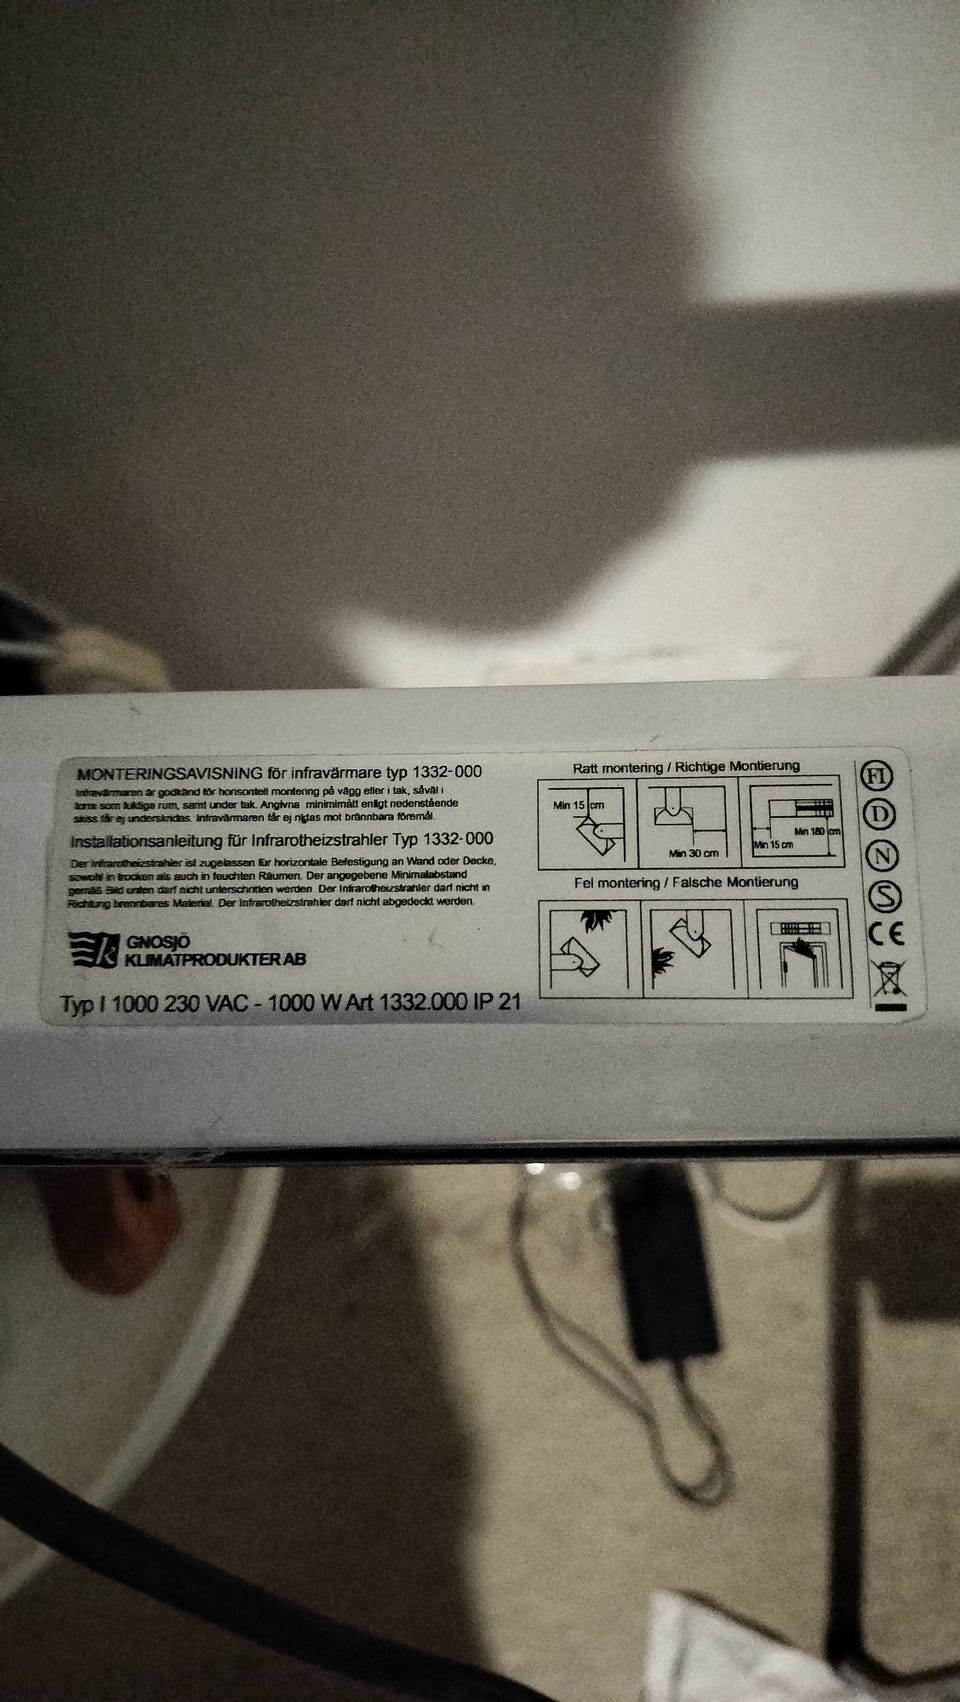 MONTERINGSAVISNING för infravärmare typ 1332-000
Infravärmaren är godkänd för horisontell montering på vägg eller i tak, såväl i
torra som fuktiga rum, samt under tak. Angivna minimimått enligt nedenstående
skiss får ej underskridas. Infravärmaren får ej riktas mot brännbara föremål.
Installationsanleitung für Infrarotheizstrahler Typ 1332-000
Der Infrarotheizstrahler ist zugelassen für horizontale Befestigung an Wand oder Decke,
sowohl in trocken als auch in feuchten Räumen. Der angegebene Minimalabstand
gemäß Bild unten darf nicht unterschritten werden. Der Infrarotheizstrahler darf nicht in
Richtung brennbares Material. Der Infrarotheizstrahler darf nicht abgedeckt werden.
GNOSJÖ
KLIMATPRODUKTER AB
Typ I 1000 230 VAC - 1000 W Art 1332.000 IP 21
Ratt montering / Richtige Montierung
Min 15 cm
Min 30 cm
Min 180 cm
Min 15 cm
Fel montering / Falsche Montierung
FI
D
N
S
CE